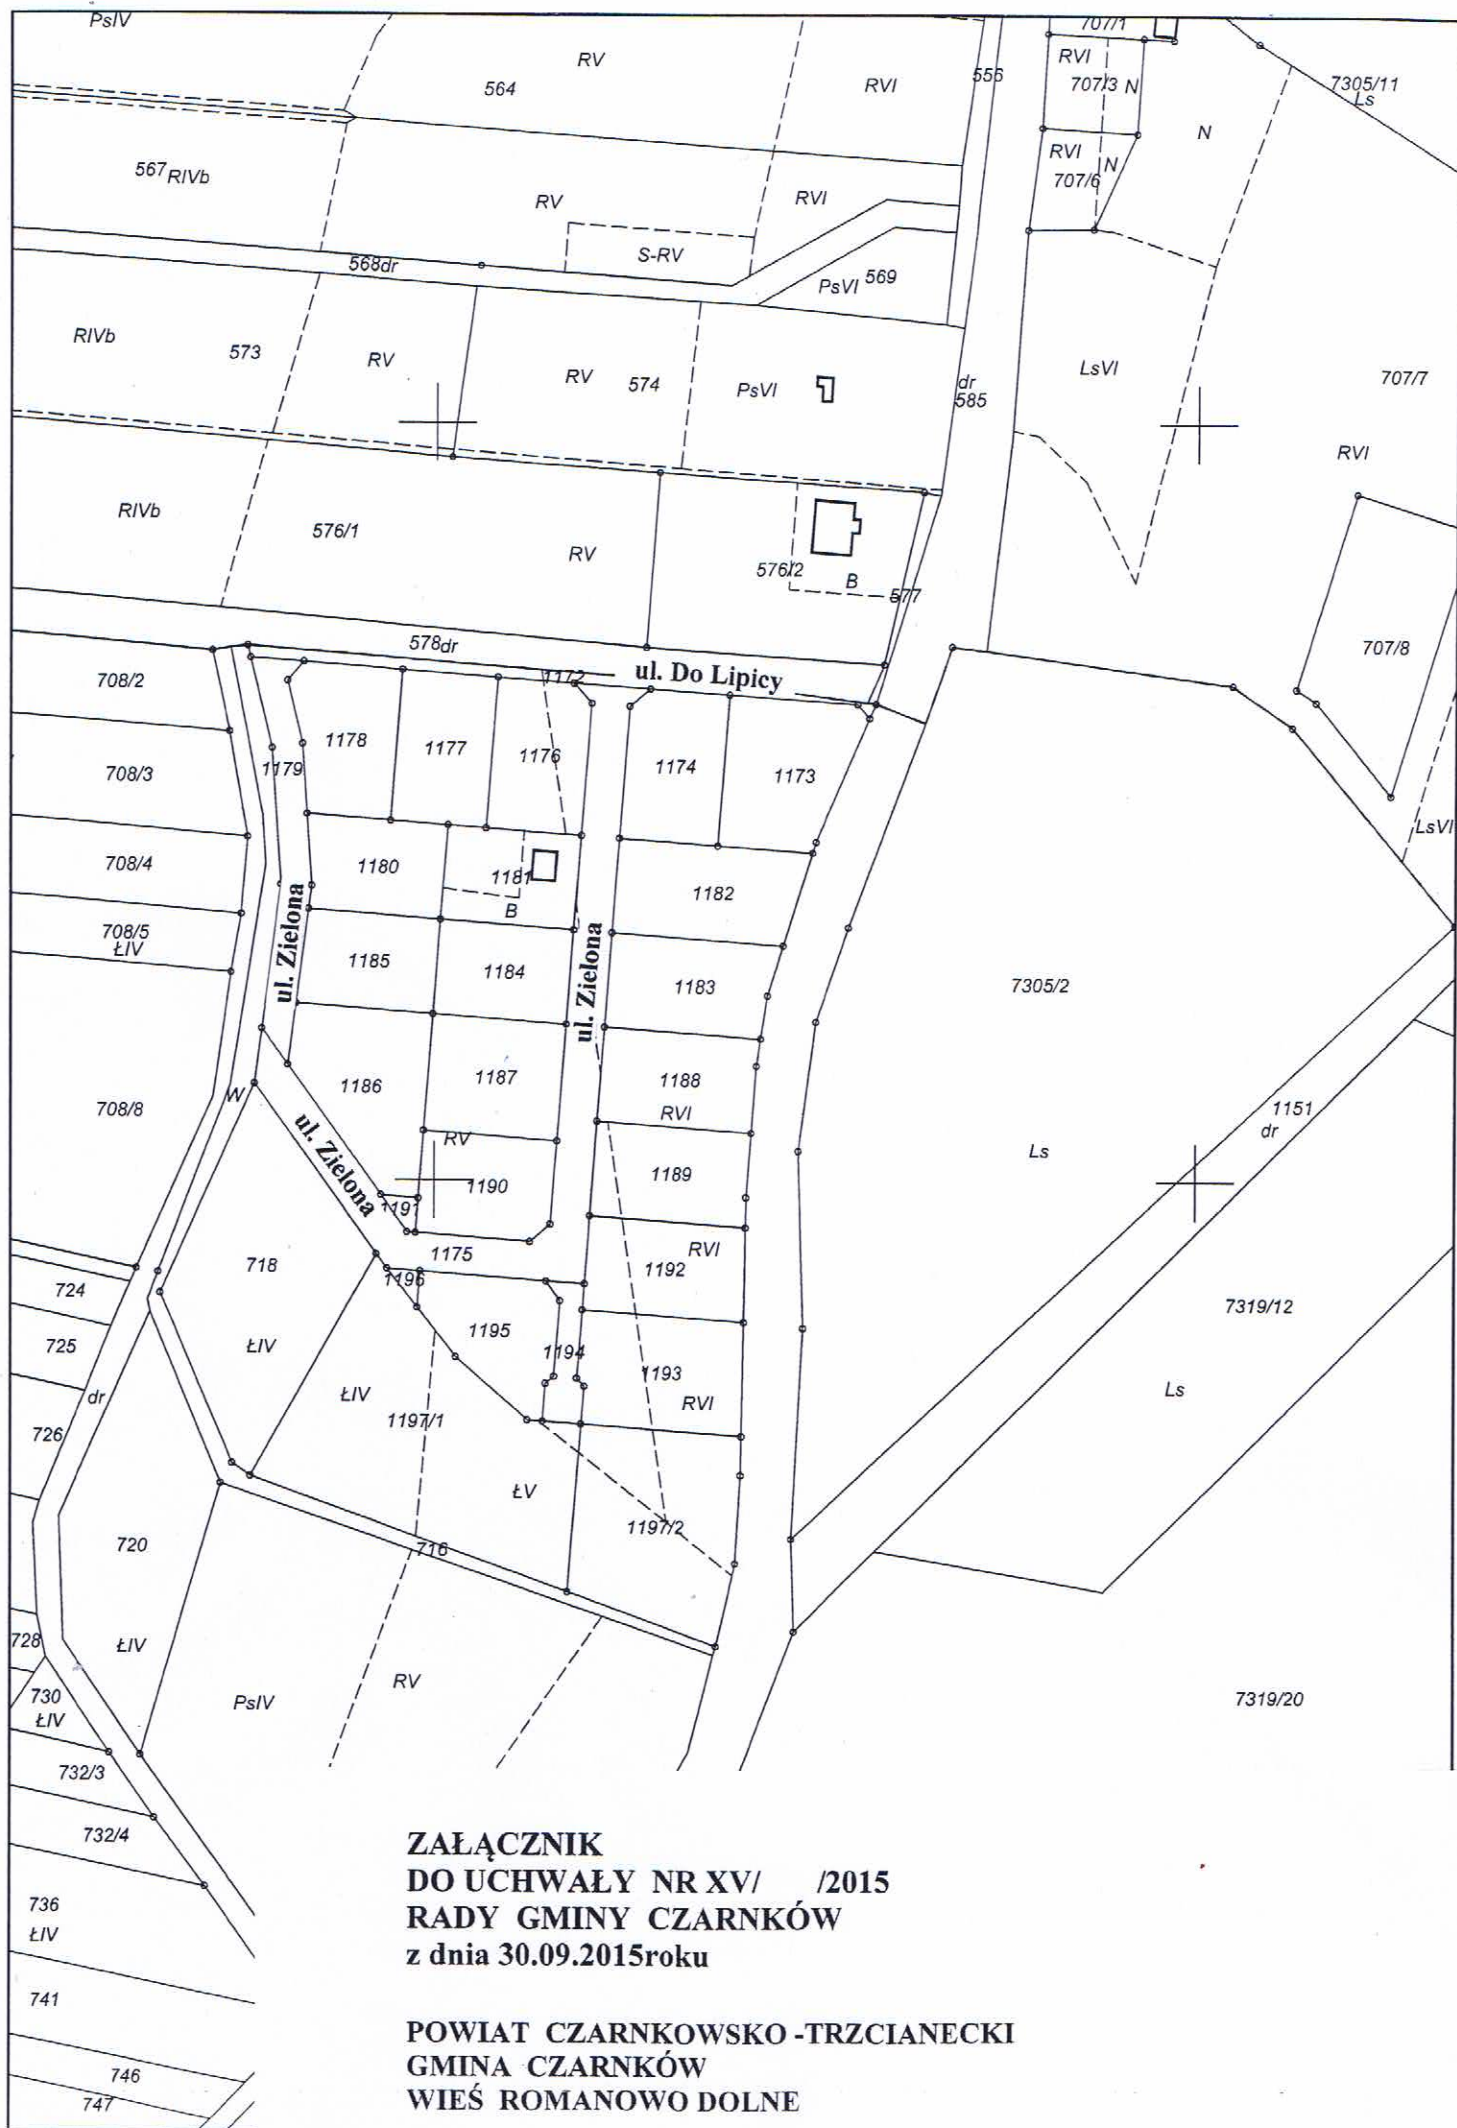 PsIV
RV
564
RVI
556
707/1
RVI
707/3 N
7305/11
Ls
N
567 RIVb
RV
RVI
RVI
N
707/6
S-RV
568dr
PsVI 569
RIVb
573
RV
RV
574
PsVI
dr
585
LsVI
707/7
RVI
RIVb
576/1
RV
576/2
B
577
578dr
ul. Do Lipicy
1172
707/8
708/2
708/3
1179
1178
1177
1176
1174
1173
LsVI
708/4
1180
1181
B
1182
708/5
ŁIV
ul. Zielona
1185
1184
ul. Zielona
1183
7305/2
708/8
W
1186
1187
1188
RVI
1151
dr
ul. Zielona
RV
1190
1191
1189
Ls
718
1175
1196
RVI
1192
724
725
ŁIV
1195
1194
1193
RVI
7319/12
Ls
dr
726
ŁIV
1197/1
ŁV
1197/2
720
716
728
ŁIV
730
ŁIV
PsIV
RV
7319/20
732/3
732/4
736
ŁIV
741
746
747
ZAŁĄCZNIK
DO UCHWAŁY NR XV/ /2015
RADY GMINY CZARNKÓW
z dnia 30.09.2015roku
POWIAT CZARNKOWSKO -TRZCIANECKI
GMINA CZARNKÓW
WIEŚ ROMANOWO DOLNE